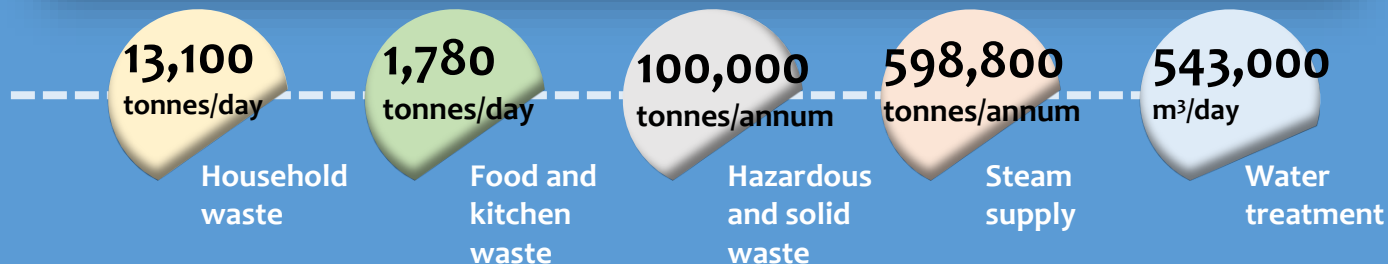 13,100
tonnes/day
Household
waste
1,780
tonnes/day
Food and
kitchen
waste
100,000
tonnes/annum
Hazardous
and solid
waste
598,800
tonnes/annum
Steam
supply
543,000
m³/day
Water
treatment